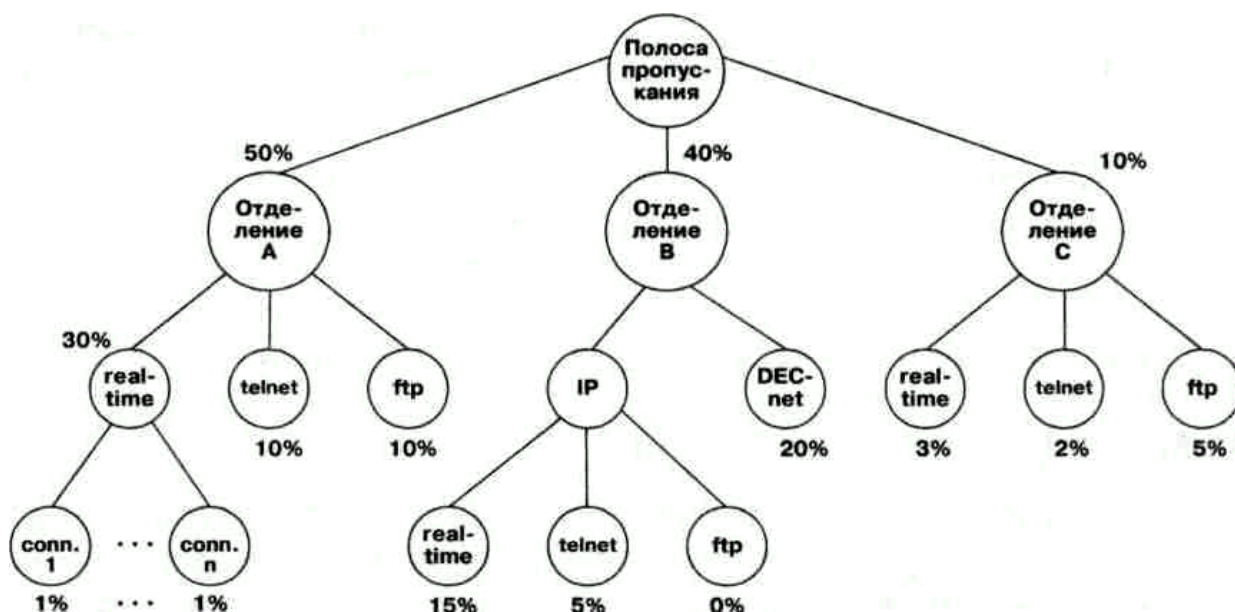 Полоса
пропус-
кания
50%
40%
10%
Отде-
ление
A
Отде-
ление
B
Отде-
ление
C
30%
real-
time
telnet
ftp
IP
DEC-
net
real-
time
telnet
ftp
10%
10%
20%
3%
2%
5%
conn.
1
. . .
conn.
n
real-
time
telnet
ftp
1%
. . .
1%
15%
5%
0%